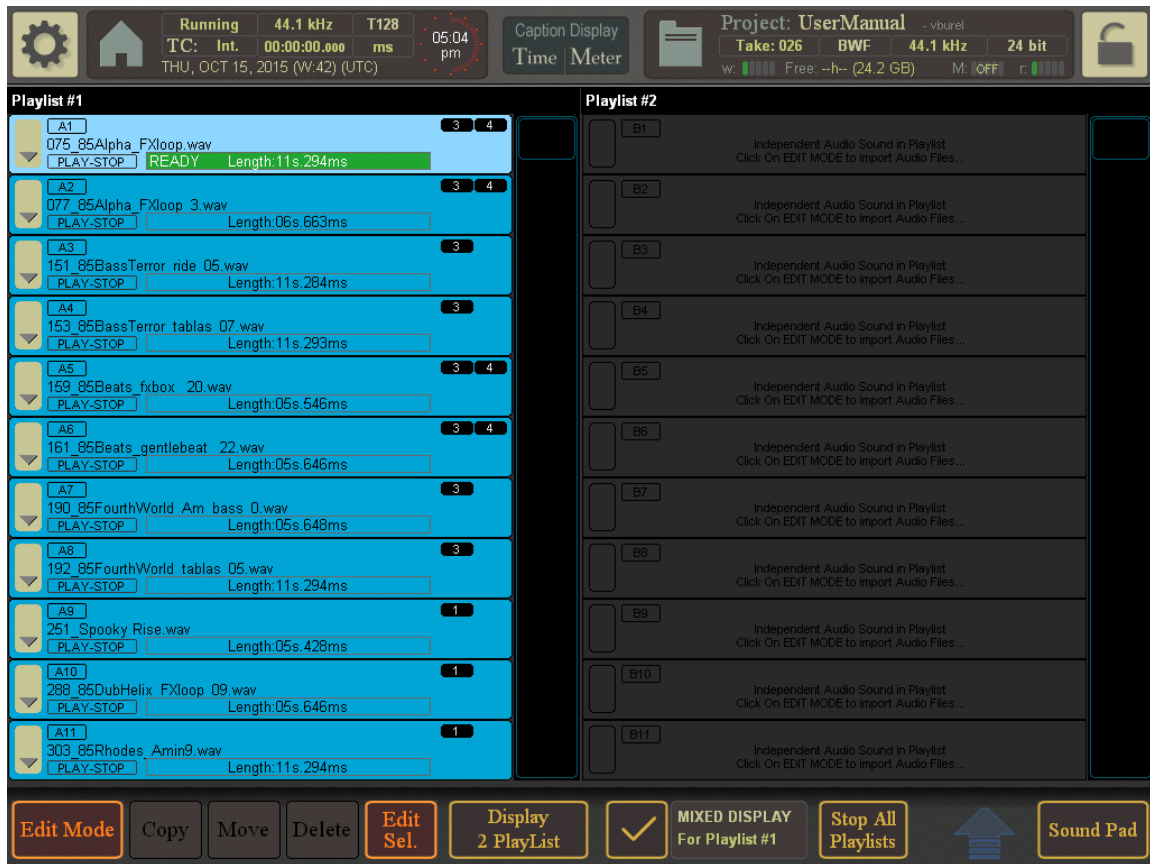 Running 44.1 kHz T128
TC: Int. 00:00:00.000 ms
THU, OCT 15, 2015 (W:42) (UTC)
05:04
pm
Caption Display
Time Meter
Project: UserManual - vburel
Take: 026 BWF 44.1 kHz 24 bit
w: Free: --h-- (24.2 GB) M: OFF r:
Playlist #1
A1 3 4
075_85Alpha_FXloop.wav
PLAY-STOP READY Length:11s.294ms
A2 3 4
077_85Alpha_FXloop_3.wav
PLAY-STOP Length:06s.663ms
A3 3
151_85BassTerror_ride_05.wav
PLAY-STOP Length:11s.284ms
A4 3
153_85BassTerror_tablas_07.wav
PLAY-STOP Length:11s.293ms
A5 3 4
159_85Beats_fxbox__20.wav
PLAY-STOP Length:05s.546ms
A6 3 4
161_85Beats_gentlebeat__22.wav
PLAY-STOP Length:05s.646ms
A7 3
190_85FourthWorld_Am_bass_0.wav
PLAY-STOP Length:05s.648ms
A8 3
192_85FourthWorld_tablas_05.wav
PLAY-STOP Length:11s.294ms
A9 1
251_Spooky Rise.wav
PLAY-STOP Length:05s.428ms
A10 1
288_85DubHelix_FXloop_09.wav
PLAY-STOP Length:05s.646ms
A11 1
303_85Rhodes_Amin9.wav
PLAY-STOP Length:11s.294ms
Playlist #2
B1
Independent Audio Sound in Playlist
Click On EDIT MODE to import Audio Files...
B2
Independent Audio Sound in Playlist
Click On EDIT MODE to import Audio Files...
B3
Independent Audio Sound in Playlist
Click On EDIT MODE to import Audio Files...
B4
Independent Audio Sound in Playlist
Click On EDIT MODE to import Audio Files...
B5
Independent Audio Sound in Playlist
Click On EDIT MODE to import Audio Files...
B6
Independent Audio Sound in Playlist
Click On EDIT MODE to import Audio Files...
B7
Independent Audio Sound in Playlist
Click On EDIT MODE to import Audio Files...
B8
Independent Audio Sound in Playlist
Click On EDIT MODE to import Audio Files...
B9
Independent Audio Sound in Playlist
Click On EDIT MODE to import Audio Files...
B10
Independent Audio Sound in Playlist
Click On EDIT MODE to import Audio Files...
B11
Independent Audio Sound in Playlist
Click On EDIT MODE to import Audio Files...
Edit Mode
Copy
Move
Delete
Edit
Sel.
Display
2 PlayList
MIXED DISPLAY
For Playlist #1
Stop All
Playlists
Sound Pad